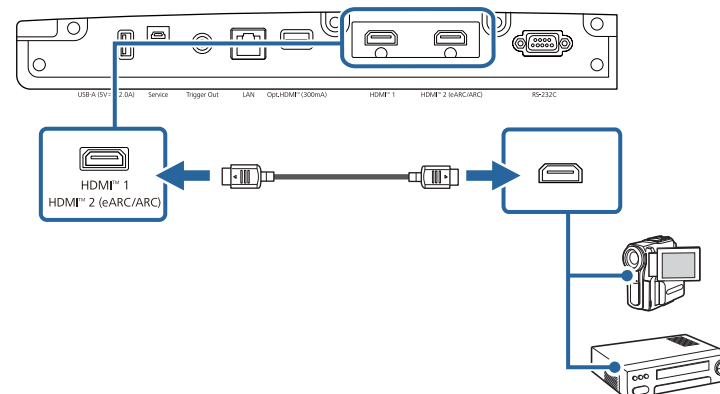 USB-A (5V⎓2.0A) Service Trigger Out LAN Opt.HDMI™ (300mA) HDMI™ 1 HDMI™ 2 (eARC/ARC) RS-232C
HDMI™ 1
HDMI™ 2 (eARC/ARC)